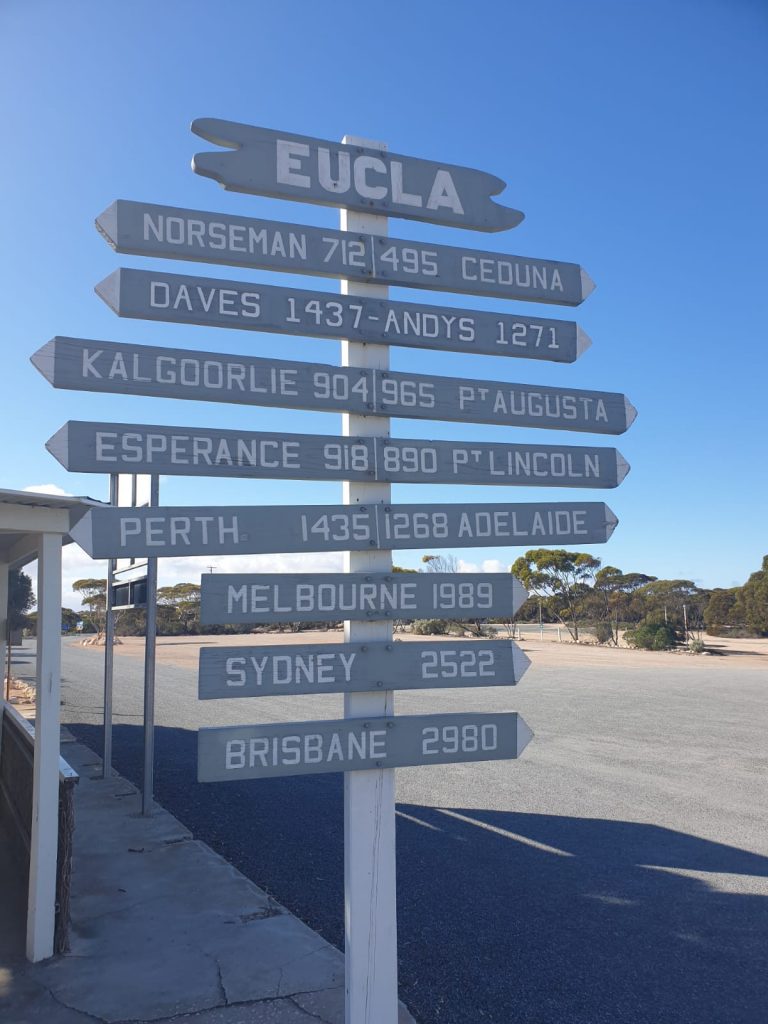 EUCLA
NORSEMAN 712 495 CEDUNA
DAVES 1437-ANDYS 1271
KALGOORLIE 904 965 PT AUGUSTA
ESPERANCE 918 890 PT LINCOLN
PERTH 1435 1268 ADELAIDE
MELBOURNE 1989
SYDNEY 2522
BRISBANE 2980